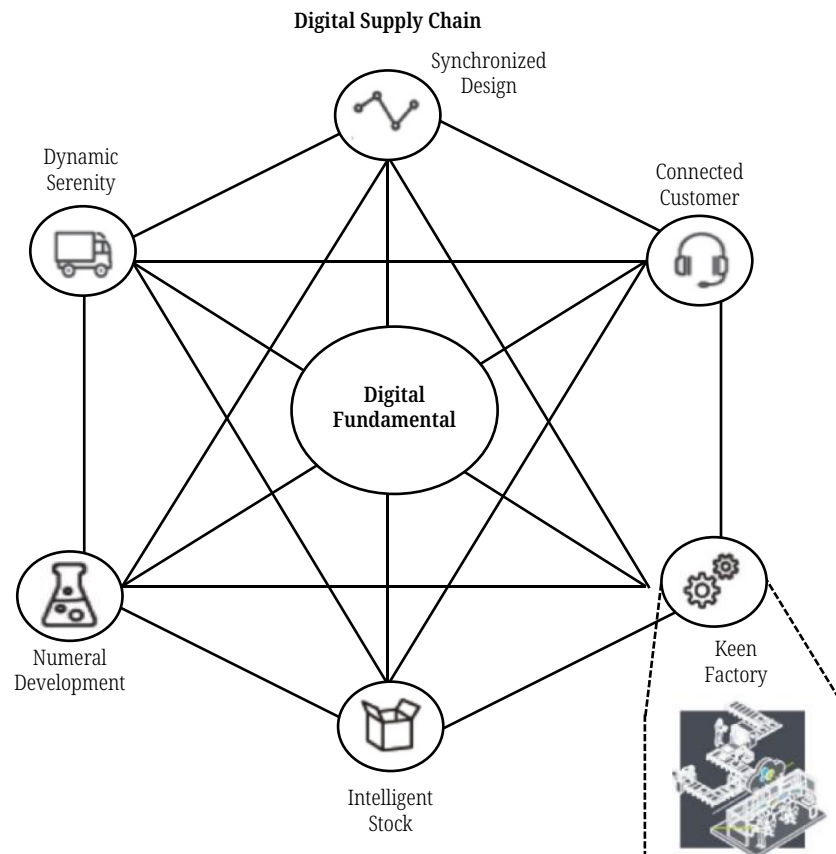 Digital Supply Chain
Synchronized
Design
Dynamic
Serenity
Connected
Customer
Digital
Fundamental
Numeral
Development
Keen
Factory
Intelligent
Stock